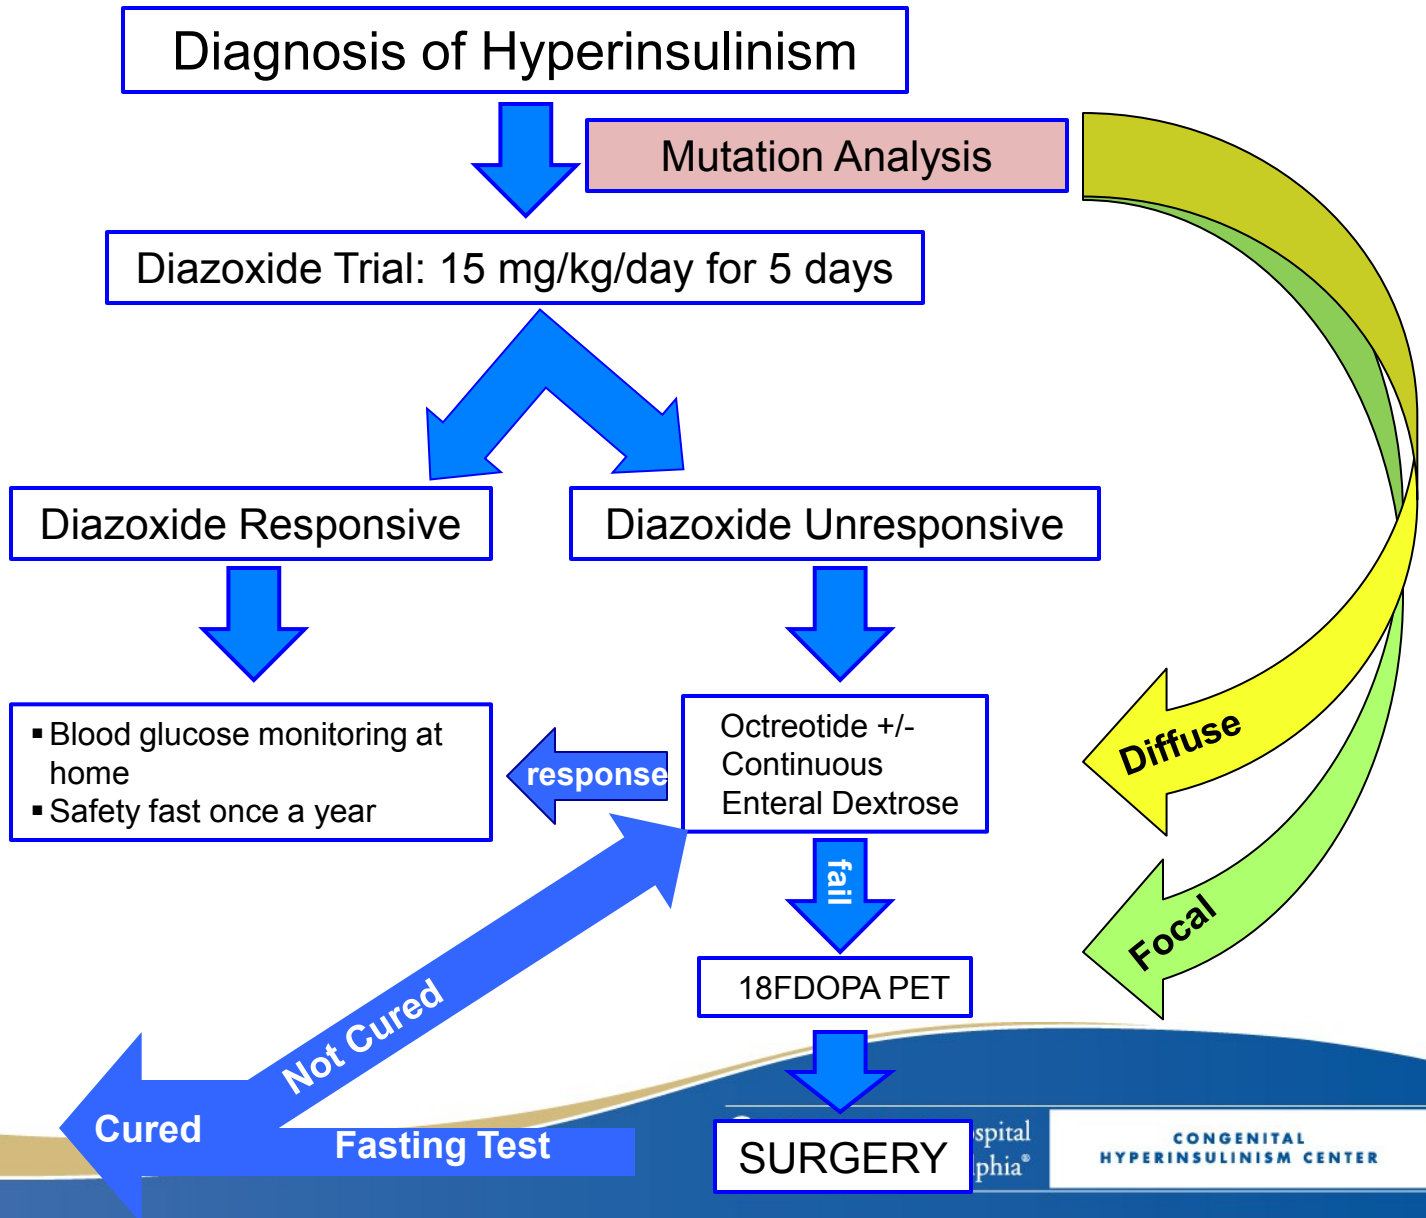 Diagnosis of Hyperinsulinism
Mutation Analysis
Diazoxide Trial: 15 mg/kg/day for 5 days
Diazoxide Responsive
Diazoxide Unresponsive
▪ Blood glucose monitoring at
home
▪ Safety fast once a year
response
Octreotide +/-
Continuous
Enteral Dextrose
Diffuse
fail
Focal
18FDOPA PET
Not Cured
Cured
Fasting Test
SURGERY
CONGENITAL
HYPERINSULINISM CENTER